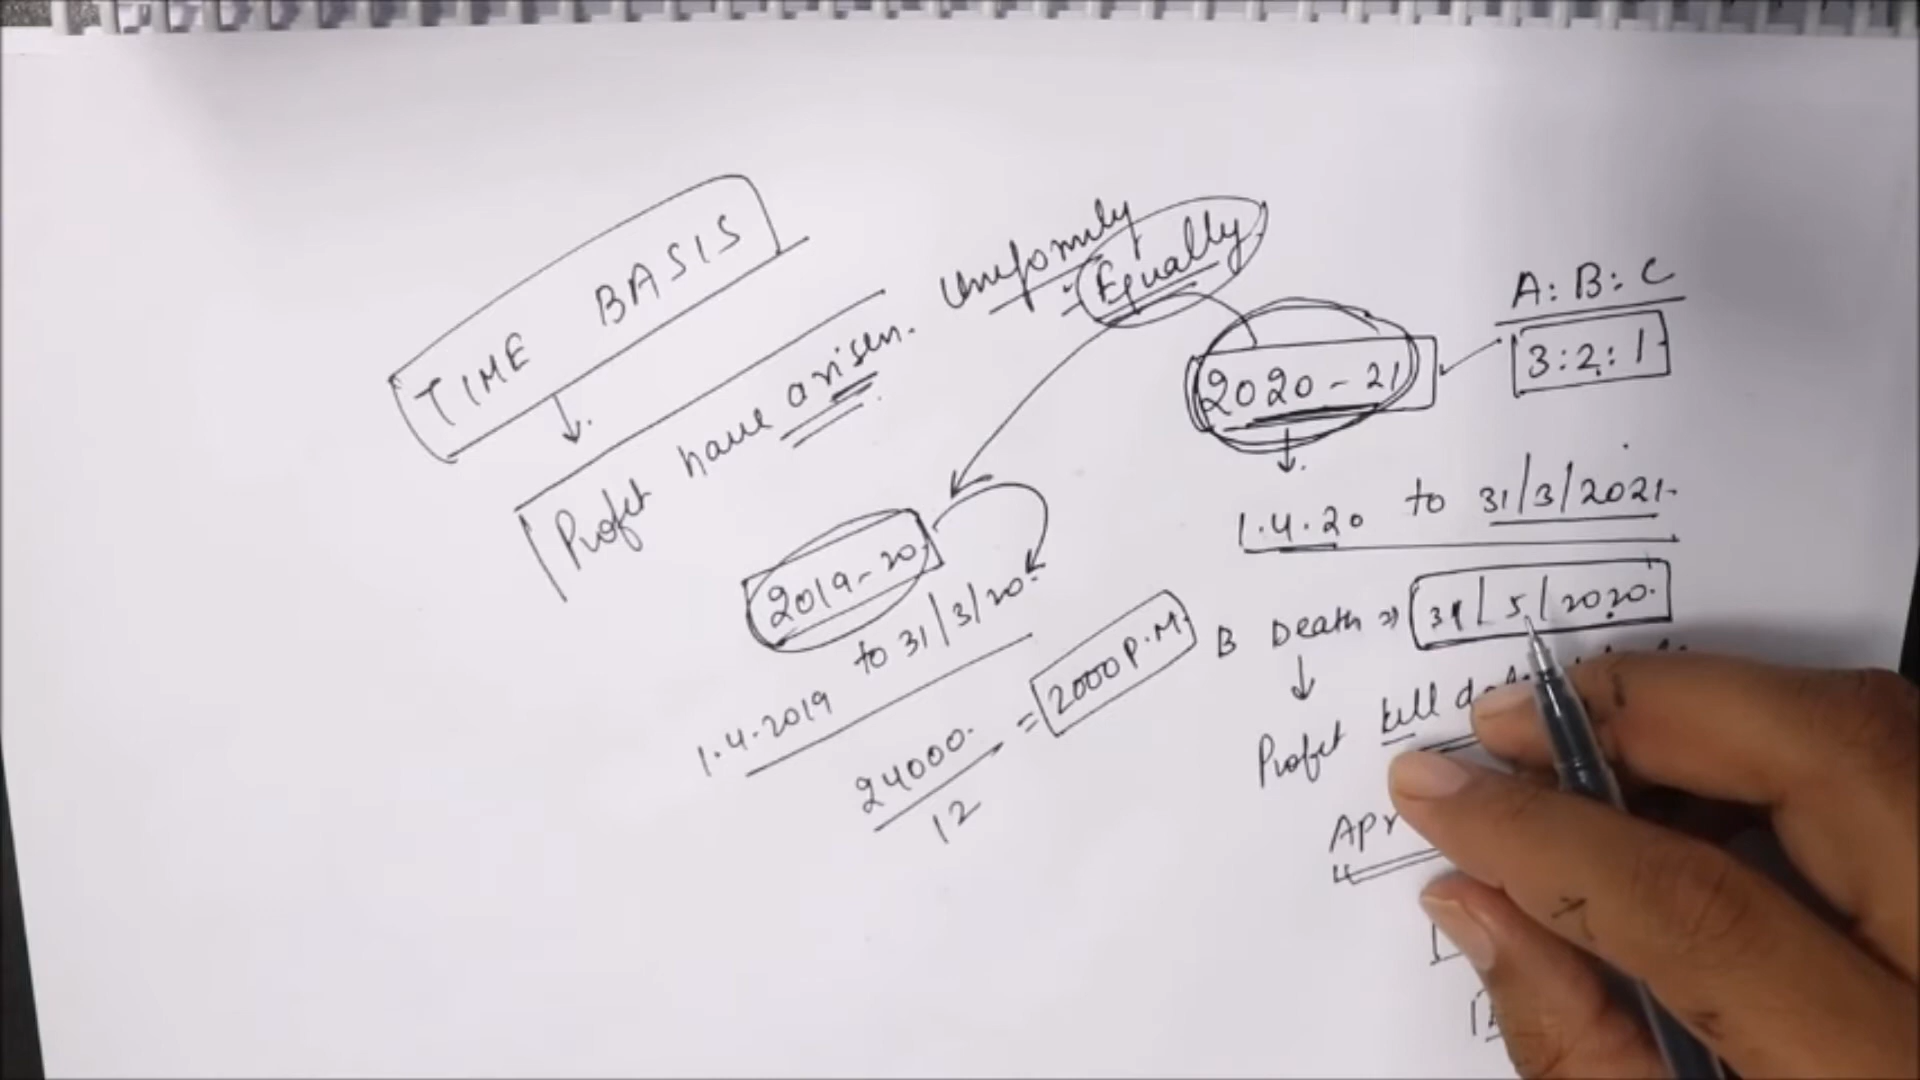 TIME BASIS
Profit have arisen. Uniformly
Equally
2019-20
1.4.2019 to 31/3/20
24000
12
= 2000 P.M.
A:B:C
3:2:1
2020-21
1.4.20 to 31/3/2021.
B Death ⇒ 31/5/2020.
Profit till
Apr